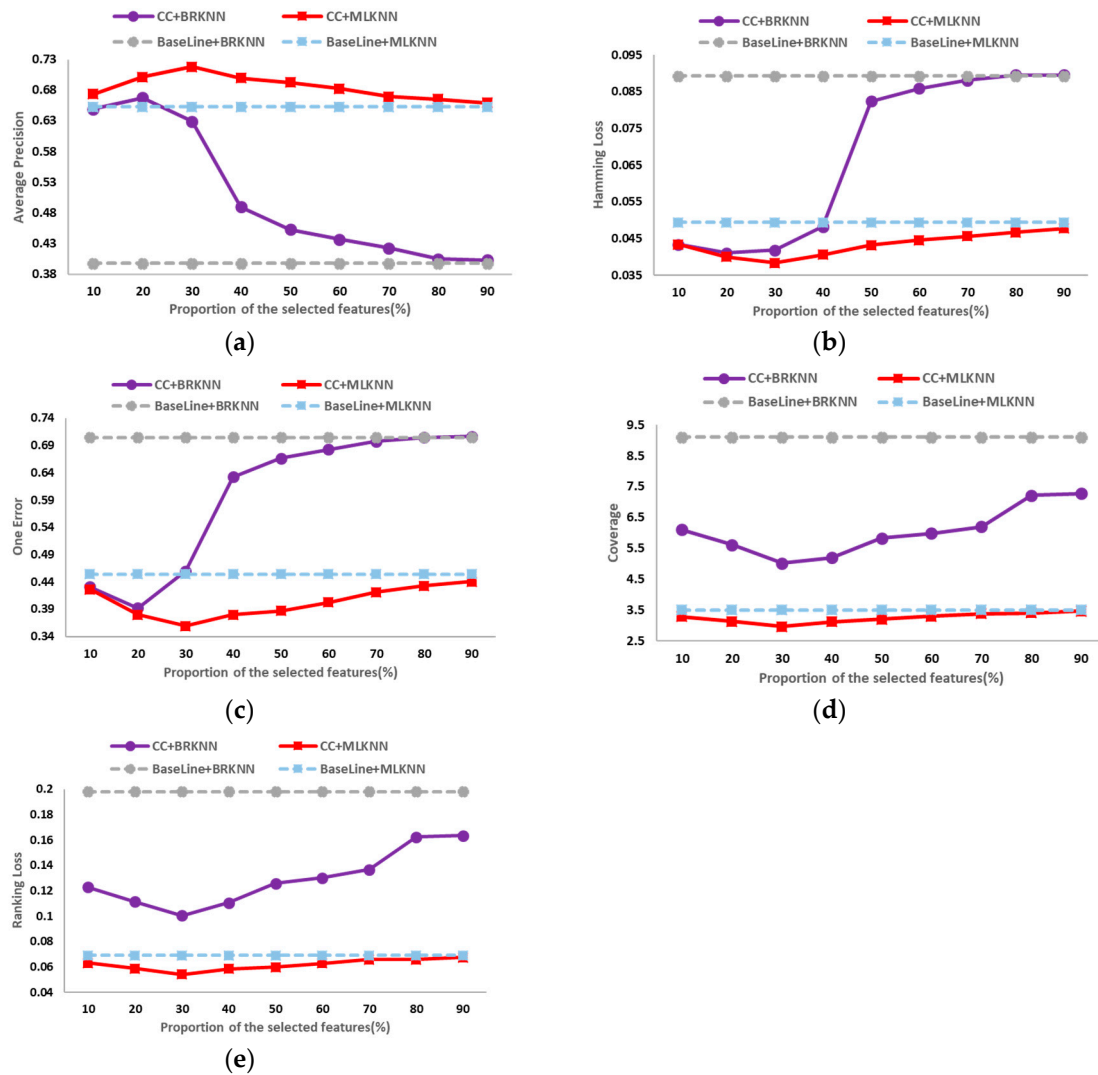 CC+BRKNN CC+MLKNN
BaseLine+BRKNN BaseLine+MLKNN
0.73
0.68
0.63
0.58
0.53
0.48
0.43
0.38
Average Precision
10 20 30 40 50 60 70 80 90
Proportion of the selected features(%)
(a)
CC+BRKNN CC+MLKNN
BaseLine+BRKNN BaseLine+MLKNN
0.095
0.085
0.075
0.065
0.055
0.045
0.035
Hamming Loss
10 20 30 40 50 60 70 80 90
Proportion of the selected features(%)
(b)
CC+BRKNN CC+MLKNN
BaseLine+BRKNN BaseLine+MLKNN
0.74
0.69
0.64
0.59
0.54
0.49
0.44
0.39
0.34
One Error
10 20 30 40 50 60 70 80 90
Proportion of the selected features(%)
(c)
CC+BRKNN CC+MLKNN
BaseLine+BRKNN BaseLine+MLKNN
9.5
8.5
7.5
6.5
5.5
4.5
3.5
2.5
Coverage
10 20 30 40 50 60 70 80 90
Proportion of the selected features(%)
(d)
CC+BRKNN CC+MLKNN
BaseLine+BRKNN BaseLine+MLKNN
0.2
0.18
0.16
0.14
0.12
0.1
0.08
0.06
0.04
Ranking Loss
10 20 30 40 50 60 70 80 90
Proportion of the selected features(%)
(e)